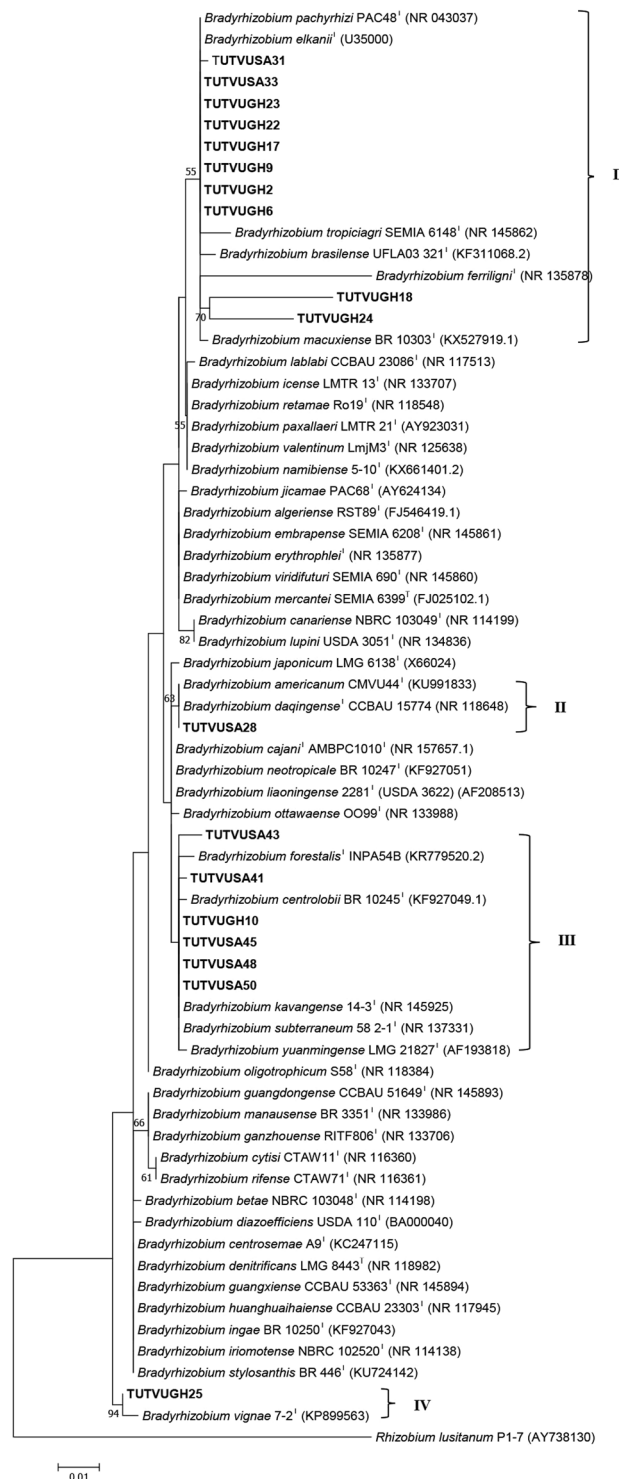 Bradyrhizobium pachyrhizi PAC48ᵀ (NR 043037)
Bradyrhizobium elkaniiᵀ (U35000)
TUTVUSA31
TUTVUSA33
TUTVUGH23
TUTVUGH22
TUTVUGH17
TUTVUGH9
TUTVUGH2
TUTVUGH6
55
I
Bradyrhizobium tropiciagri SEMIA 6148ᵀ (NR 145862)
Bradyrhizobium brasilense UFLA03 321ᵀ (KF311068.2)
Bradyrhizobium ferriligniᵀ (NR 135878)
TUTVUGH18
70
TUTVUGH24
Bradyrhizobium macuxiense BR 10303ᵀ (KX527919.1)
Bradyrhizobium lablabi CCBAU 23086ᵀ (NR 117513)
Bradyrhizobium icense LMTR 13ᵀ (NR 133707)
Bradyrhizobium retamae Ro19ᵀ (NR 118548)
55
Bradyrhizobium paxallaeri LMTR 21ᵀ (AY923031)
Bradyrhizobium valentinum LmjM3ᵀ (NR 125638)
Bradyrhizobium namibiense 5-10ᵀ (KX661401.2)
Bradyrhizobium jicamae PAC68ᵀ (AY624134)
Bradyrhizobium algeriense RST89ᵀ (FJ546419.1)
Bradyrhizobium embrapense SEMIA 6208ᵀ (NR 145861)
Bradyrhizobium erythrophleiᵀ (NR 135877)
Bradyrhizobium viridifuturi SEMIA 690ᵀ (NR 145860)
Bradyrhizobium mercantei SEMIA 6399ᵀ (FJ025102.1)
Bradyrhizobium canariense NBRC 103049ᵀ (NR 114199)
82
Bradyrhizobium lupini USDA 3051ᵀ (NR 134836)
Bradyrhizobium japonicum LMG 6138ᵀ (X66024)
63
Bradyrhizobium americanum CMVU44ᵀ (KU991833)
Bradyrhizobium daqingenseᵀ CCBAU 15774 (NR 118648)
II
TUTVUSA28
Bradyrhizobium cajaniᵀ AMBPC1010ᵀ (NR 157657.1)
Bradyrhizobium neotropicale BR 10247ᵀ (KF927051)
Bradyrhizobium liaoningense 2281ᵀ (USDA 3622) (AF208513)
Bradyrhizobium ottawaense OO99ᵀ (NR 133988)
TUTVUSA43
Bradyrhizobium forestalisᵀ INPA54B (KR779520.2)
TUTVUSA41
Bradyrhizobium centrolobii BR 10245ᵀ (KF927049.1)
TUTVUGH10
TUTVUSA45
III
TUTVUSA48
TUTVUSA50
Bradyrhizobium kavangense 14-3ᵀ (NR 145925)
Bradyrhizobium subterraneum 58 2-1ᵀ (NR 137331)
Bradyrhizobium yuanmingense LMG 21827ᵀ (AF193818)
Bradyrhizobium oligotrophicum S58ᵀ (NR 118384)
Bradyrhizobium guangdongense CCBAU 51649ᵀ (NR 145893)
66
Bradyrhizobium manausense BR 3351ᵀ (NR 133986)
Bradyrhizobium ganzhouense RITF806ᵀ (NR 133706)
Bradyrhizobium cytisi CTAW11ᵀ (NR 116360)
61
Bradyrhizobium rifense CTAW71ᵀ (NR 116361)
Bradyrhizobium betae NBRC 103048ᵀ (NR 114198)
Bradyrhizobium diazoefficiens USDA 110ᵀ (BA000040)
Bradyrhizobium centrosemae A9ᵀ (KC247115)
Bradyrhizobium denitrificans LMG 8443ᵀ (NR 118982)
Bradyrhizobium guangxiense CCBAU 53363ᵀ (NR 145894)
Bradyrhizobium huanghuaihaiense CCBAU 23303ᵀ (NR 117945)
Bradyrhizobium ingae BR 10250ᵀ (KF927043)
Bradyrhizobium iriomotense NBRC 102520ᵀ (NR 114138)
Bradyrhizobium stylosanthis BR 446ᵀ (KU724142)
TUTVUGH25
IV
94
Bradyrhizobium vignae 7-2ᵀ (KP899563)
Rhizobium lusitanum P1-7 (AY738130)
0.01